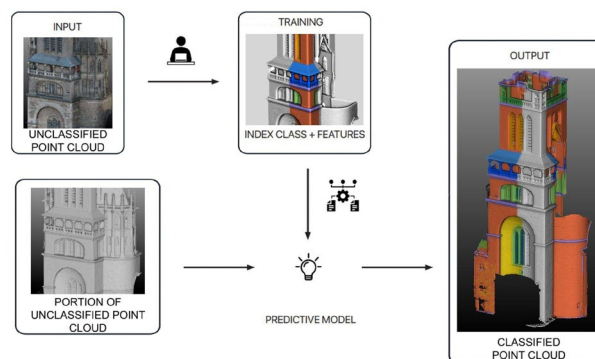 INPUT
UNCLASSIFIED
POINT CLOUD
TRAINING
INDEX CLASS + FEATURES
OUTPUT
PORTION OF
UNCLASSIFIED POINT
CLOUD
PREDICTIVE MODEL
CLASSIFIED
POINT CLOUD